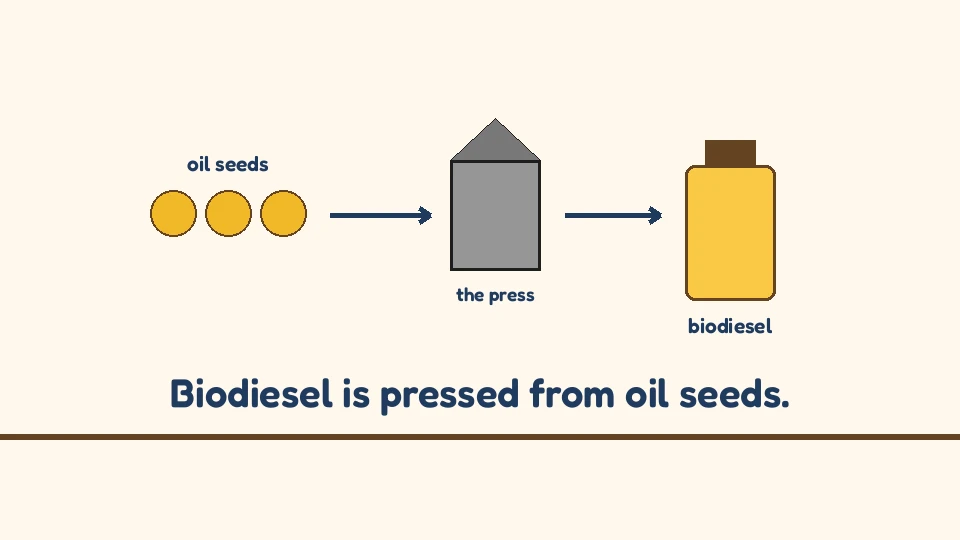 oil seeds
the press
biodiesel
Biodiesel is pressed from oil seeds.